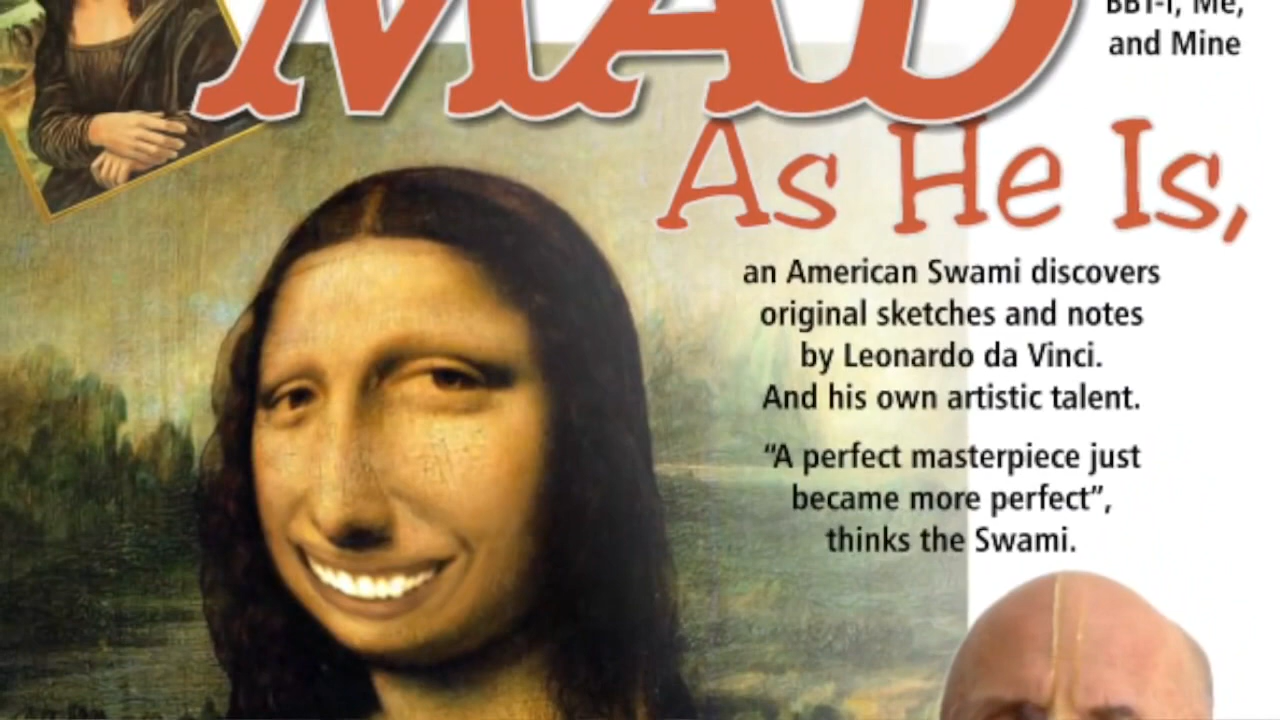 MAD
BBT-I, Me,
and Mine
As He Is,
an American Swami discovers
original sketches and notes
by Leonardo da Vinci.
And his own artistic talent.
“A perfect masterpiece just
became more perfect”,
thinks the Swami.